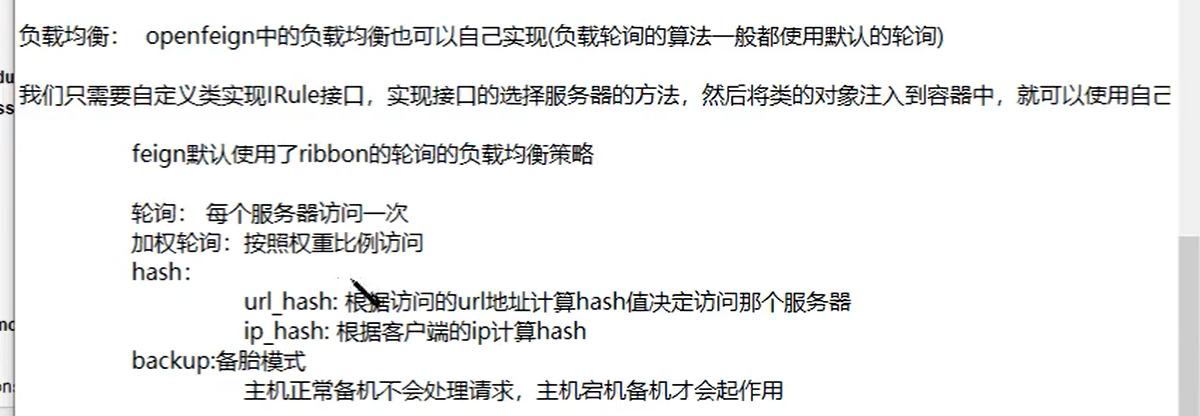 负载均衡： openfeign中的负载均衡也可以自己实现(负载轮询的算法一般都使用默认的轮询)
我们只需要自定义类实现IRule接口，实现接口的选择服务器的方法，然后将类的对象注入到容器中，就可以使用自己
feign默认使用了ribbon的轮询的负载均衡策略
轮询： 每个服务器访问一次
加权轮询：按照权重比例访问
hash：
url_hash: 根据访问的url地址计算hash值决定访问那个服务器
ip_hash: 根据客户端的ip计算hash
backup:备胎模式
主机正常备机不会处理请求，主机宕机备机才会起作用